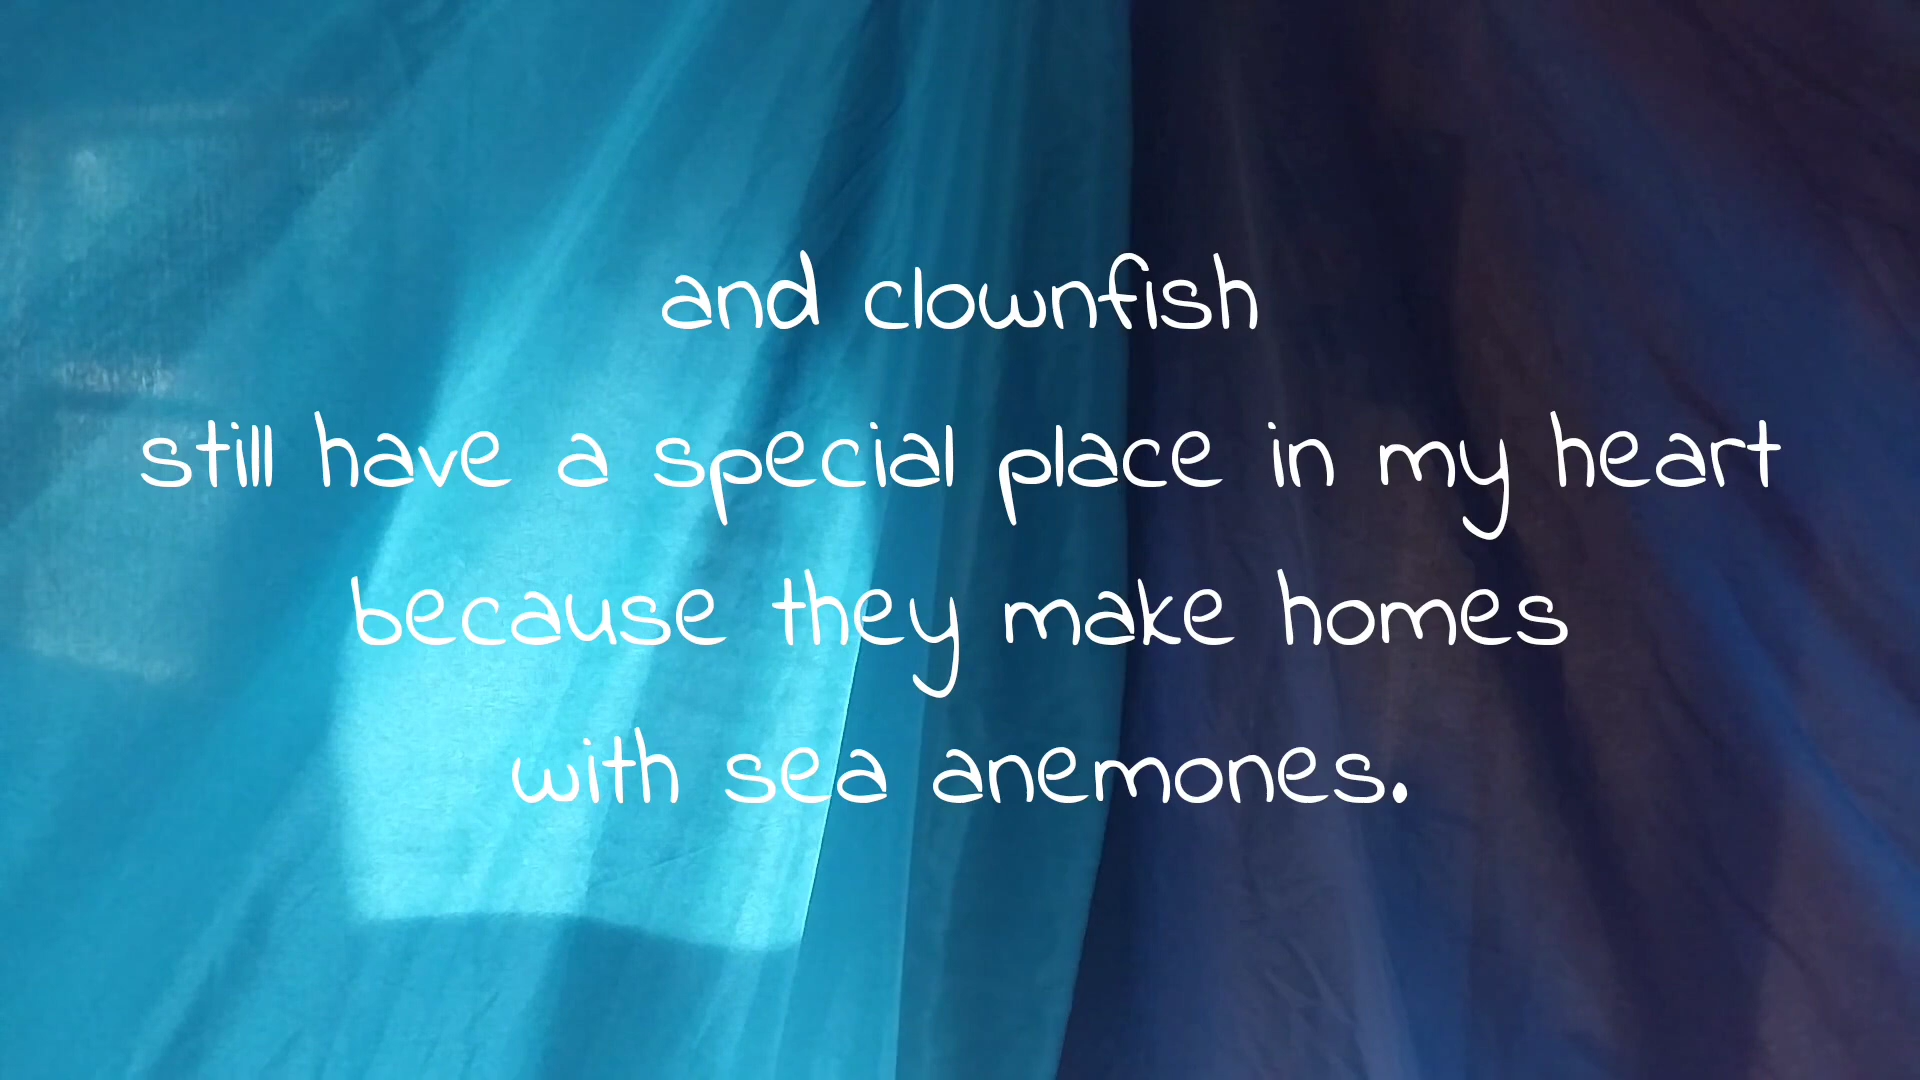 and clownfish
still have a special place in my heart
because they make homes
with sea anemones.